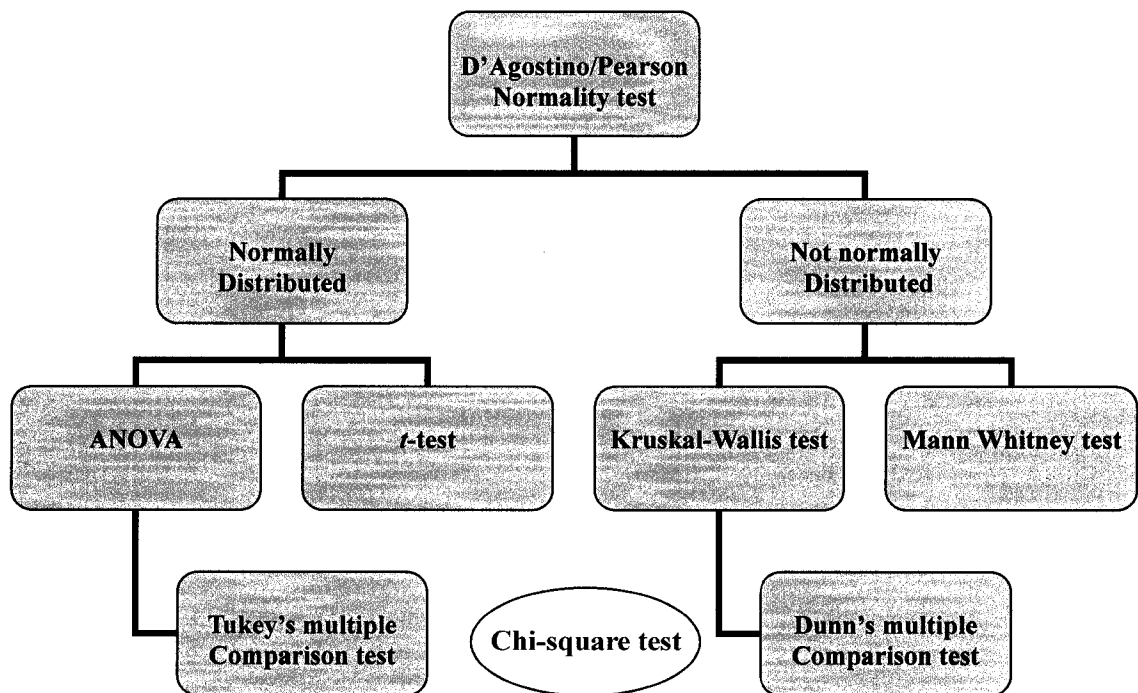 D'Agostino/Pearson
Normality test
Normally
Distributed
Not normally
Distributed
ANOVA
t-test
Kruskal-Wallis test
Mann Whitney test
Tukey's multiple
Comparison test
Chi-square test
Dunn's multiple
Comparison test